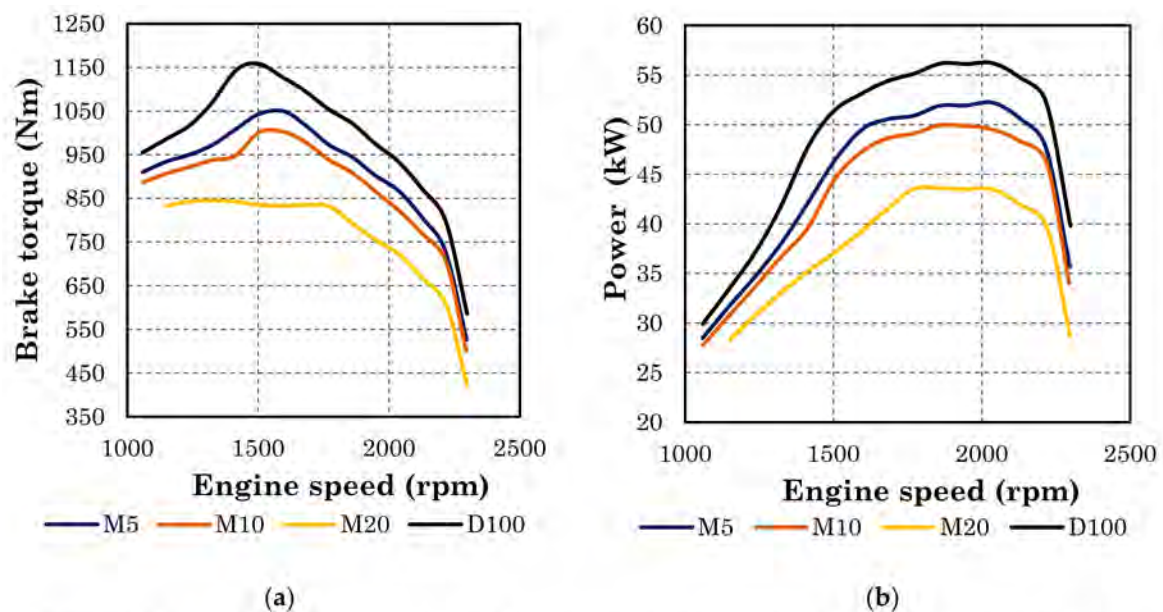 1250
1150
1050
950
850
750
650
550
450
350
Brake torque (Nm)
1000 1500 2000 2500
Engine speed (rpm)
M5 M10 M20 D100
(a)
60
55
50
45
40
35
30
25
20
Power (kW)
1000 1500 2000 2500
Engine speed (rpm)
M5 M10 M20 D100
(b)